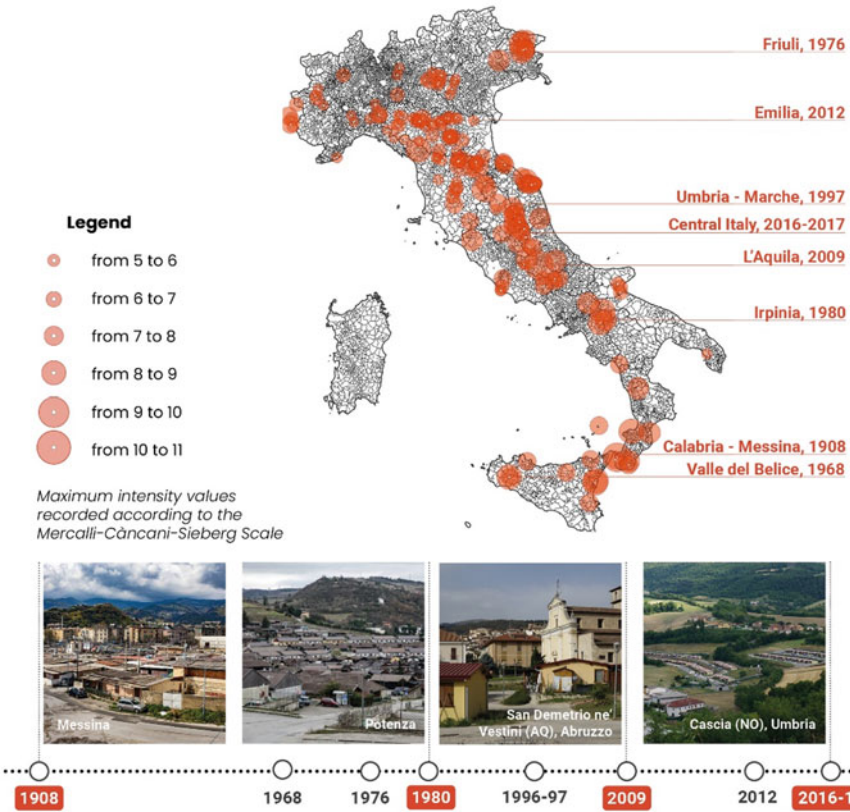 Friuli, 1976
Emilia, 2012
Umbria - Marche, 1997
Central Italy, 2016-2017
L'Aquila, 2009
Irpinia, 1980
Calabria - Messina, 1908
Valle del Belice, 1968
Legend
from 5 to 6
from 6 to 7
from 7 to 8
from 8 to 9
from 9 to 10
from 10 to 11
Maximum intensity values
recorded according to the
Mercalli-Càncani-Sieberg Scale
Messina
Potenza
San Demetrio ne'
Vestini (AQ), Abruzzo
Cascia (NO), Umbria
1908
1968
1976
1980
1996-97
2009
2012
2016-1